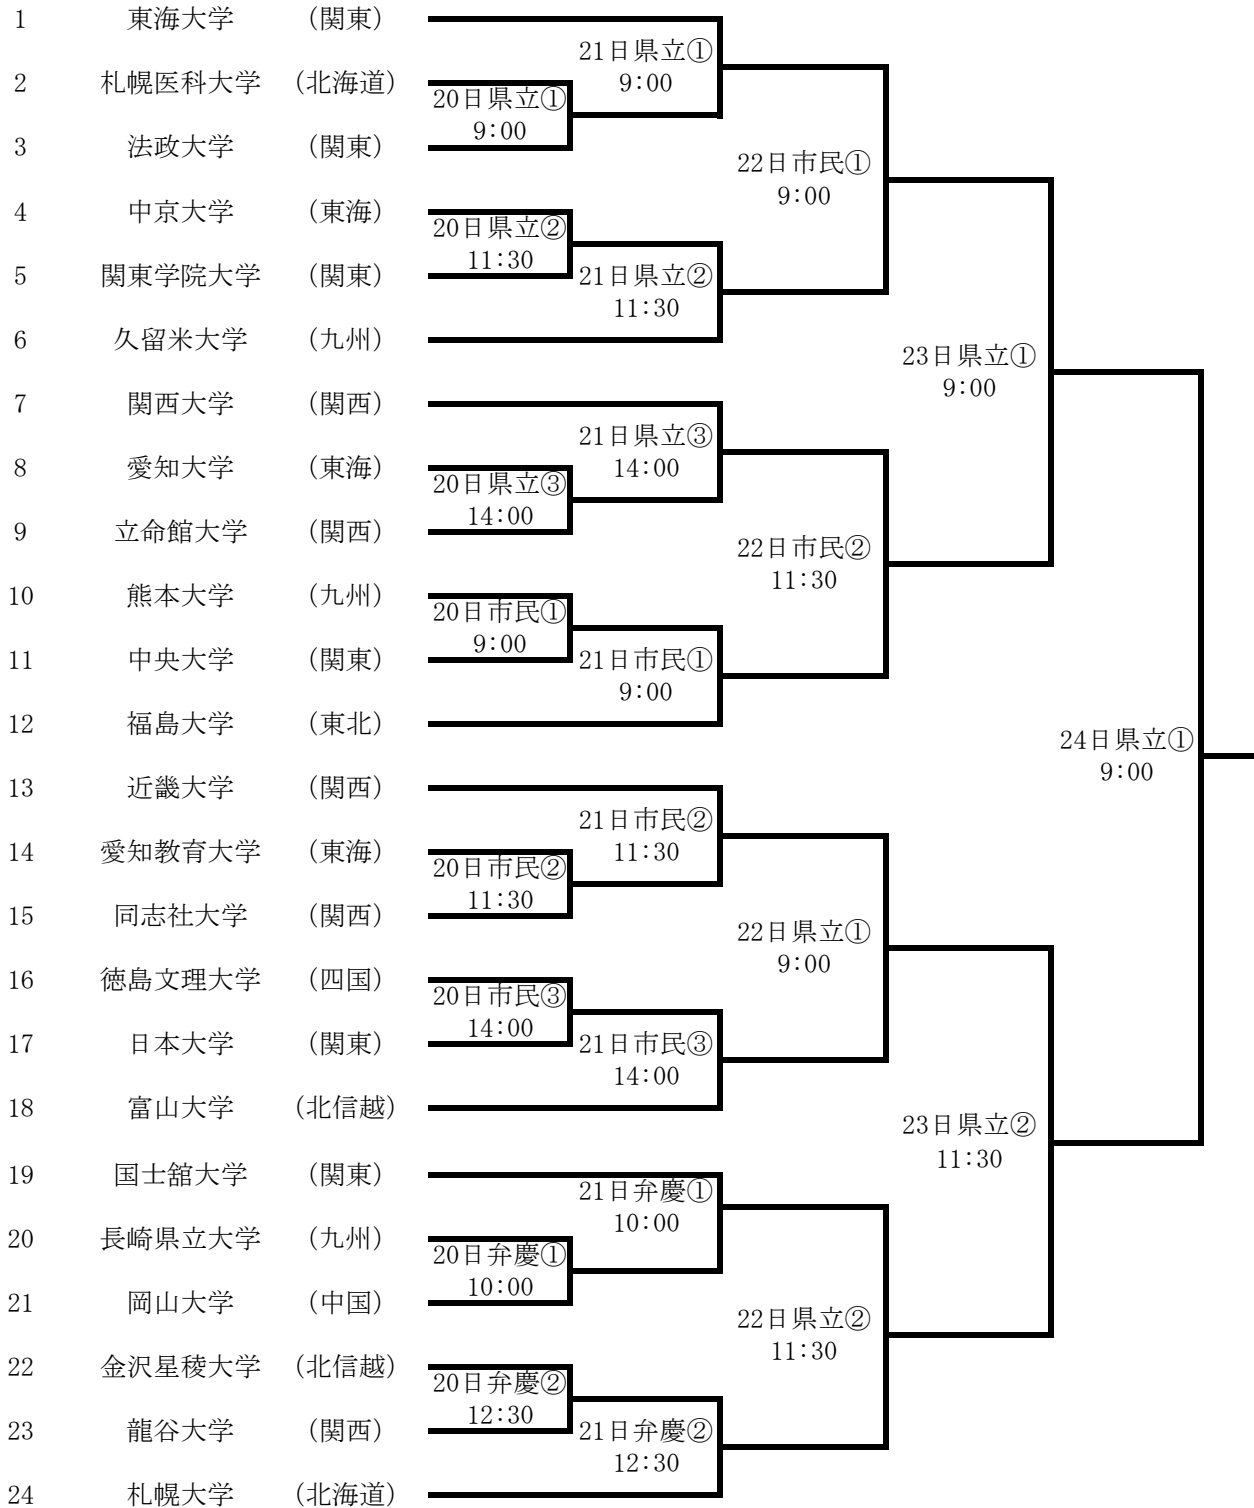 1 東海大学 (関東)
21日県立①
9:00
2 札幌医科大学 (北海道)
20日県立①
9:00
3 法政大学 (関東)
22日市民①
9:00
4 中京大学 (東海)
20日県立②
11:30
5 関東学院大学 (関東)
21日県立②
11:30
6 久留米大学 (九州)
23日県立①
9:00
7 関西大学 (関西)
21日県立③
14:00
8 愛知大学 (東海)
20日県立③
14:00
9 立命館大学 (関西)
22日市民②
11:30
10 熊本大学 (九州)
20日市民①
9:00
11 中央大学 (関東)
21日市民①
9:00
12 福島大学 (東北)
24日県立①
9:00
13 近畿大学 (関西)
21日市民②
11:30
14 愛知教育大学 (東海)
20日市民②
11:30
15 同志社大学 (関西)
22日県立①
9:00
16 徳島文理大学 (四国)
20日市民③
14:00
17 日本大学 (関東)
21日市民③
14:00
18 富山大学 (北信越)
23日県立②
11:30
19 国士舘大学 (関東)
21日弁慶①
10:00
20 長崎県立大学 (九州)
20日弁慶①
10:00
21 岡山大学 (中国)
22日県立②
11:30
22 金沢星稜大学 (北信越)
20日弁慶②
12:30
23 龍谷大学 (関西)
21日弁慶②
12:30
24 札幌大学 (北海道)